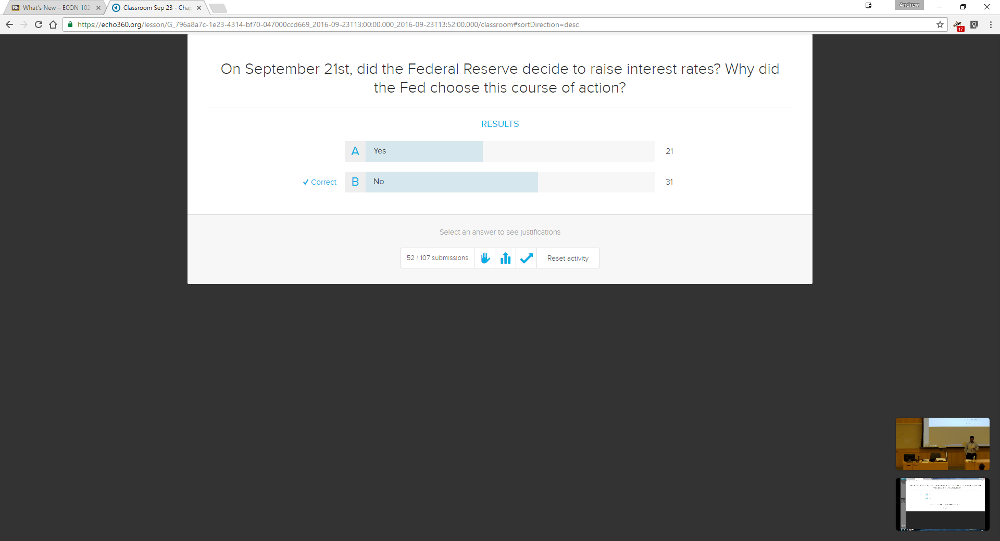 What's New – ECON 102
Classroom Sep 23 - Chap
Andrew
https://echo360.org/lesson/G_796a8a7c-1e23-4314-bf70-047000ccd669_2016-09-23T13:00:00.000_2016-09-23T13:52:00.000/classroom#sortDirection=desc
17
On September 21st, did the Federal Reserve decide to raise interest rates? Why did
the Fed choose this course of action?
RESULTS
A Yes 21
✓ Correct B No 31
Select an answer to see justifications
52 / 107 submissions Reset activity